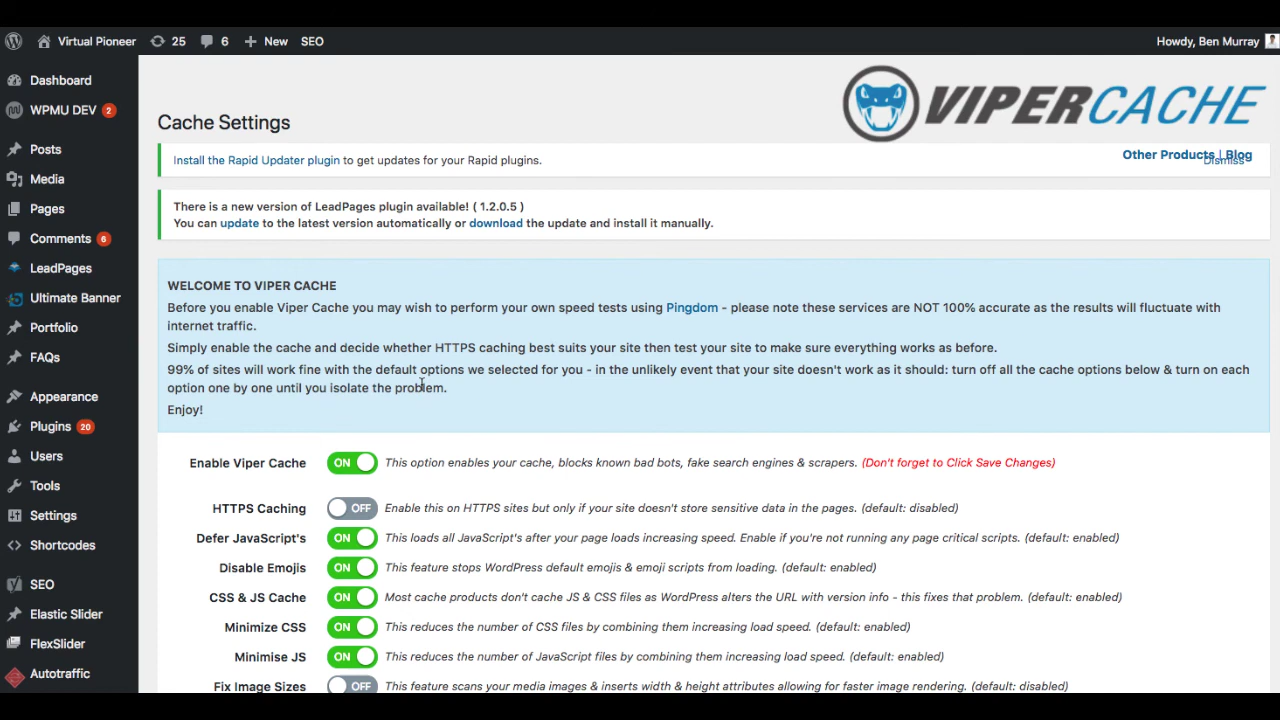 Virtual Pioneer 25 6 New SEO Howdy, Ben Murray
Dashboard
WPMU DEV 2
Posts
Media
Pages
Comments 6
LeadPages
Ultimate Banner
Portfolio
FAQs
Appearance
Plugins 20
Users
Tools
Settings
Shortcodes
SEO
Elastic Slider
FlexSlider
Autotraffic
VIPERCACHE
Cache Settings
Other Products | Blog
Install the Rapid Updater plugin to get updates for your Rapid plugins.
Dismiss
There is a new version of LeadPages plugin available! ( 1.2.0.5 )
You can update to the latest version automatically or download the update and install it manually.
WELCOME TO VIPER CACHE
Before you enable Viper Cache you may wish to perform your own speed tests using Pingdom - please note these services are NOT 100% accurate as the results will fluctuate with
internet traffic.
Simply enable the cache and decide whether HTTPS caching best suits your site then test your site to make sure everything works as before.
99% of sites will work fine with the default options we selected for you - in the unlikely event that your site doesn't work as it should: turn off all the cache options below & turn on each
option one by one until you isolate the problem.
Enjoy!
Enable Viper Cache ON This option enables your cache, blocks known bad bots, fake search engines & scrapers. (Don't forget to Click Save Changes)
HTTPS Caching OFF Enable this on HTTPS sites but only if your site doesn't store sensitive data in the pages. (default: disabled)
Defer JavaScript's ON This loads all JavaScript's after your page loads increasing speed. Enable if you're not running any page critical scripts. (default: enabled)
Disable Emojis ON This feature stops WordPress default emojis & emoji scripts from loading. (default: enabled)
CSS & JS Cache ON Most cache products don't cache JS & CSS files as WordPress alters the URL with version info - this fixes that problem. (default: enabled)
Minimize CSS ON This reduces the number of CSS files by combining them increasing load speed. (default: enabled)
Minimise JS ON This reduces the number of JavaScript files by combining them increasing load speed. (default: enabled)
Fix Image Sizes OFF This feature scans your media images & inserts width & height attributes allowing for faster image rendering. (default: disabled)